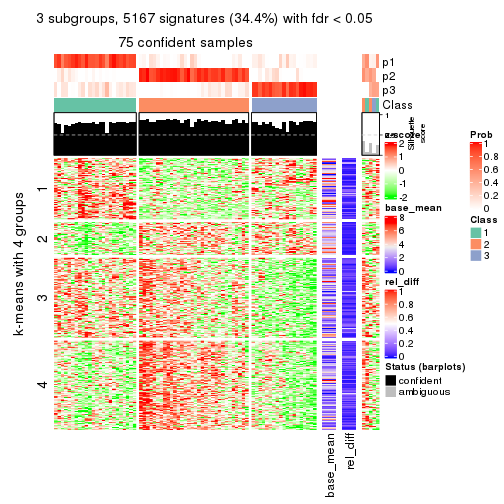 3 subgroups, 5167 signatures (34.4%) with fdr < 0.05
75 confident samples
p1
p2
p3
Class
1
Silhouette
score
k-means with 4 groups
1
2
3
4
z-score
2
1
0
-1
-2
base_mean
8
6
4
2
0
rel_diff
1
0.8
0.6
0.4
0.2
0
Status (barplots)
confident
ambiguous
Prob
1
0.8
0.6
0.4
0.2
0
Class
1
2
3
base_mean
rel_diff